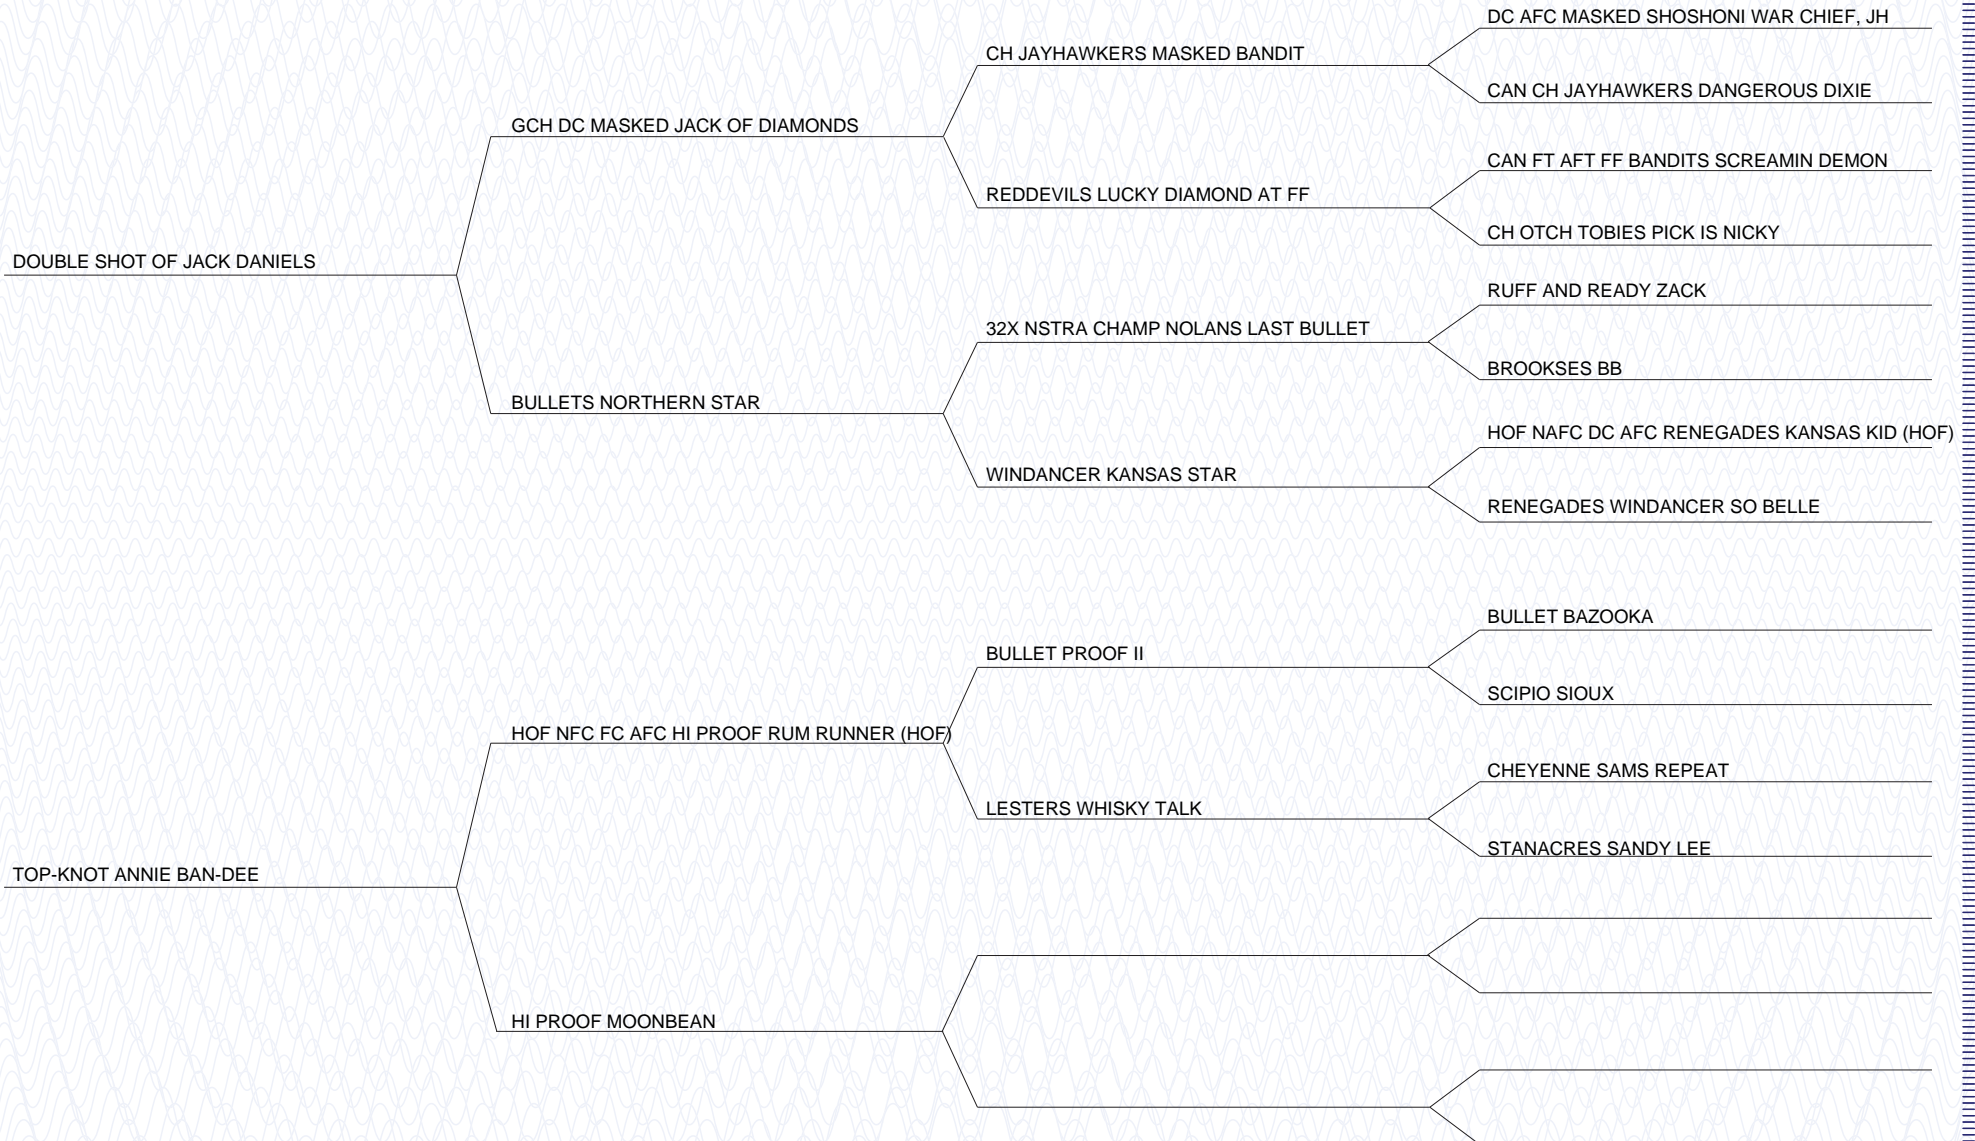 DC AFC MASKED SHOSHONI WAR CHIEF, JH
CH JAYHAWKERS MASKED BANDIT
CAN CH JAYHAWKERS DANGEROUS DIXIE
GCH DC MASKED JACK OF DIAMONDS
CAN FT AFT FF BANDITS SCREAMIN DEMON
REDDEVILS LUCKY DIAMOND AT FF
CH OTCH TOBIES PICK IS NICKY
DOUBLE SHOT OF JACK DANIELS
RUFF AND READY ZACK
32X NSTRA CHAMP NOLANS LAST BULLET
BROOKSES BB
BULLETS NORTHERN STAR
HOF NAFC DC AFC RENEGADES KANSAS KID (HOF)
WINDANCER KANSAS STAR
RENEGADES WINDANCER SO BELLE
BULLET BAZOOKA
BULLET PROOF II
SCIPIO SIOUX
HOF NFC FC AFC HI PROOF RUM RUNNER (HOF)
CHEYENNE SAMS REPEAT
LESTERS WHISKY TALK
STANACRES SANDY LEE
TOP-KNOT ANNIE BAN-DEE
HI PROOF MOONBEAN